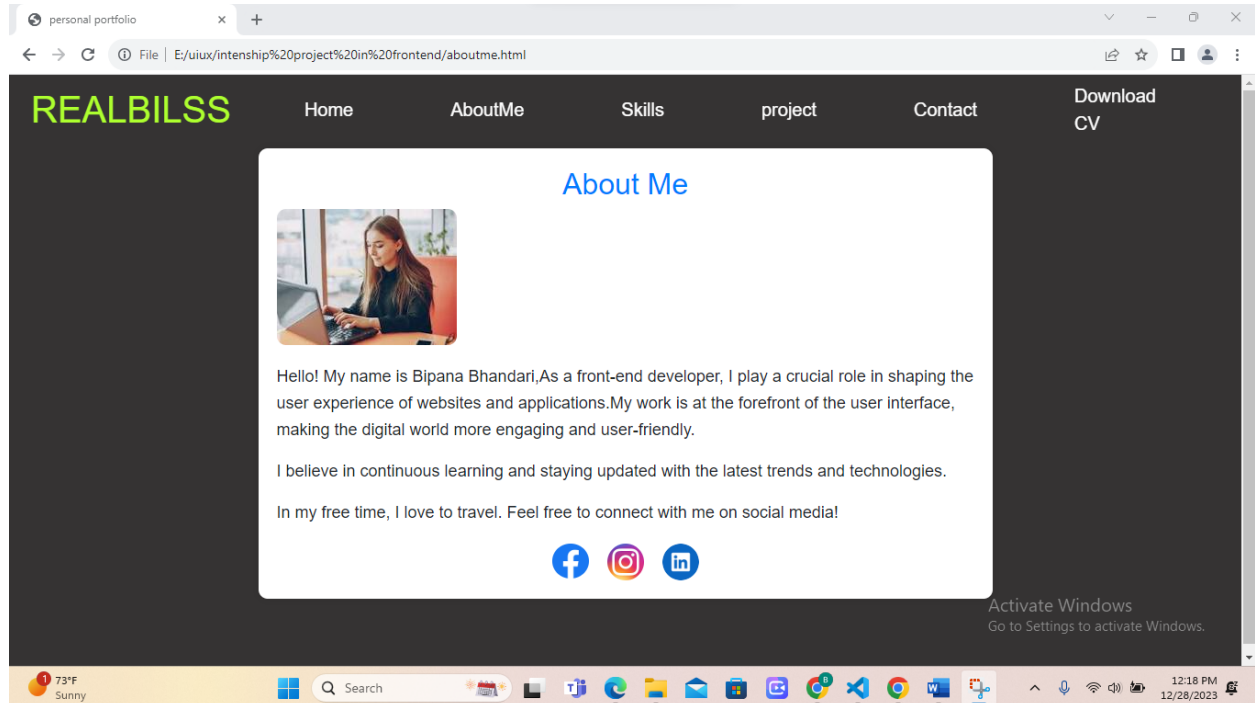 personal portfolio
File E:/uiux/intenship%20project%20in%20frontend/aboutme.html
REALBILSS Home AboutMe Skills project Contact Download
CV
About Me
Hello! My name is Bipana Bhandari,As a front-end developer, I play a crucial role in shaping the
user experience of websites and applications.My work is at the forefront of the user interface,
making the digital world more engaging and user-friendly.
I believe in continuous learning and staying updated with the latest trends and technologies.
In my free time, I love to travel. Feel free to connect with me on social media!
in
Activate Windows
Go to Settings to activate Windows.
1
73°F
Sunny
Search
12:18 PM
12/28/2023